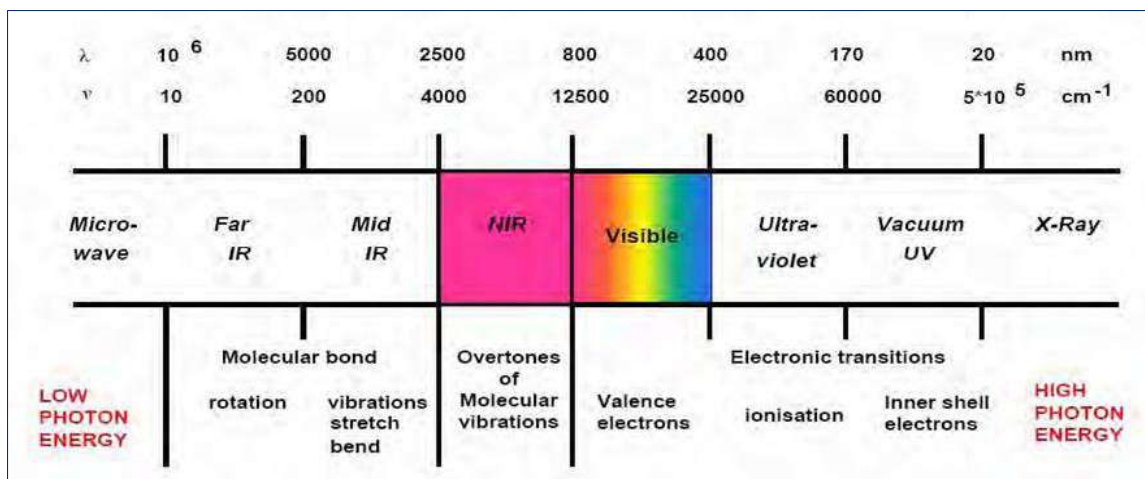 λ 10 6 5000 2500 800 400 170 20 nm
ν 10 200 4000 12500 25000 60000 5*10 5 cm-1
Micro-
wave
Far
IR
Mid
IR
NIR
Visible
Ultra-
violet
Vacuum
UV
X-Ray
LOW
PHOTON
ENERGY
Molecular bond
rotation
vibrations
stretch
bend
Overtones
of
Molecular
vibrations
Electronic transitions
Valence
electrons
ionisation
Inner shell
electrons
HIGH
PHOTON
ENERGY